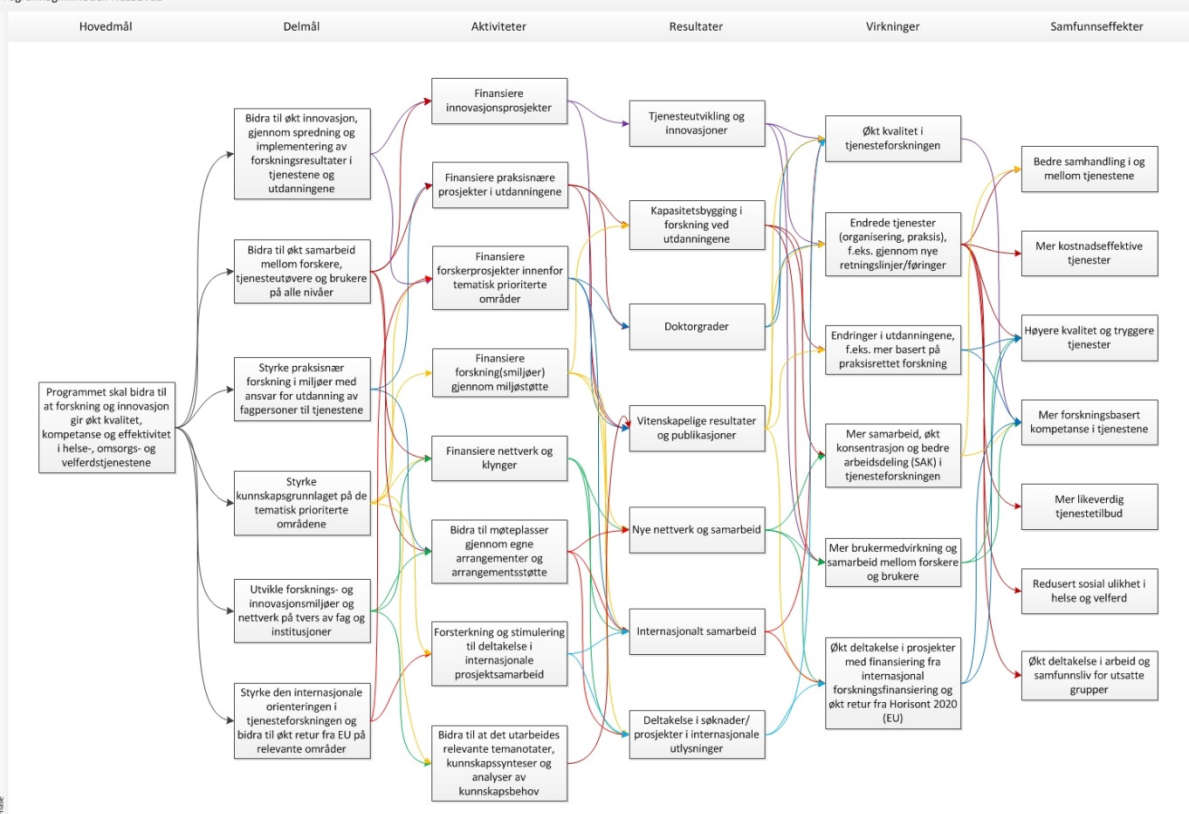 Hovedmål
Delmål
Aktiviteter
Resultater
Virkninger
Samfunnseffekter
Programmet skal bidra til
at forskning og innovasjon
gir økt kvalitet,
kompetanse og effektivitet
i helse-, omsorgs- og
velferdstjenestene
Bidra til økt innovasjon,
gjennom spredning og
implementering av
forskningsresultater i
tjenestene og
utdanningene
Bidra til økt samarbeid
mellom forskere,
tjenesteutøvere og brukere
på alle nivåer
Styrke praksisnær
forskning i miljøer med
ansvar for utdanning av
fagpersoner til tjenestene
Styrke
kunnskapsgrunnlaget på de
tematisk prioriterte
områdene
Utvikle forsknings- og
innovasjonsmiljøer og
nettverk på tvers av fag og
institusjoner
Styrke den internasjonale
orienteringen i
tjenesteforskningen og
bidra til økt retur fra EU på
relevante områder
Finansiere
innovasjonsprosjekter
Finansiere praksisnære
prosjekter i utdanningene
Finansiere
forskerprosjekter innenfor
tematisk prioriterte
områder
Finansiere
forskning(smiljøer)
gjennom miljøstøtte
Finansiere nettverk og
klynger
Bidra til møteplasser
gjennom egne
arrangementer og
arrangementsstøtte
Forsterkning og stimulering
til deltakelse i
internasjonale
prosjektsamarbeid
Bidra til at det utarbeides
relevante temanotater,
kunnskapssynteser og
analyser av
kunnskapsbehov
Tjenesteutvikling og
innovasjoner
Kapasitetsbygging i
forskning ved
utdanningene
Doktorgrader
Vitenskapelige resultater
og publikasjoner
Nye nettverk og samarbeid
Internasjonalt samarbeid
Deltakelse i søknader/
prosjekter i internasjonale
utlysninger
Økt kvalitet i
tjenesteforskningen
Endrede tjenester
(organisering, praksis),
f.eks. gjennom nye
retningslinjer/føringer
Endringer i utdanningene,
f.eks. mer basert på
praksisrettet forskning
Mer samarbeid, økt
konsentrasjon og bedre
arbeidsdeling (SAK) i
tjenesteforskningen
Mer brukermedvirkning og
samarbeid mellom forskere
og brukere
Økt deltakelse i prosjekter
med finansiering fra
internasjonal
forskningsfinansiering og
økt retur fra Horisont 2020
(EU)
Bedre samhandling i og
mellom tjenestene
Mer kostnadseffektive
tjenester
Høyere kvalitet og tryggere
tjenester
Mer forskningsbasert
kompetanse i tjenestene
Mer likeverdig
tjenestetilbud
Redusert sosial ulikhet i
helse og velferd
Økt deltakelse i arbeid og
samfunnsliv for utsatte
grupper